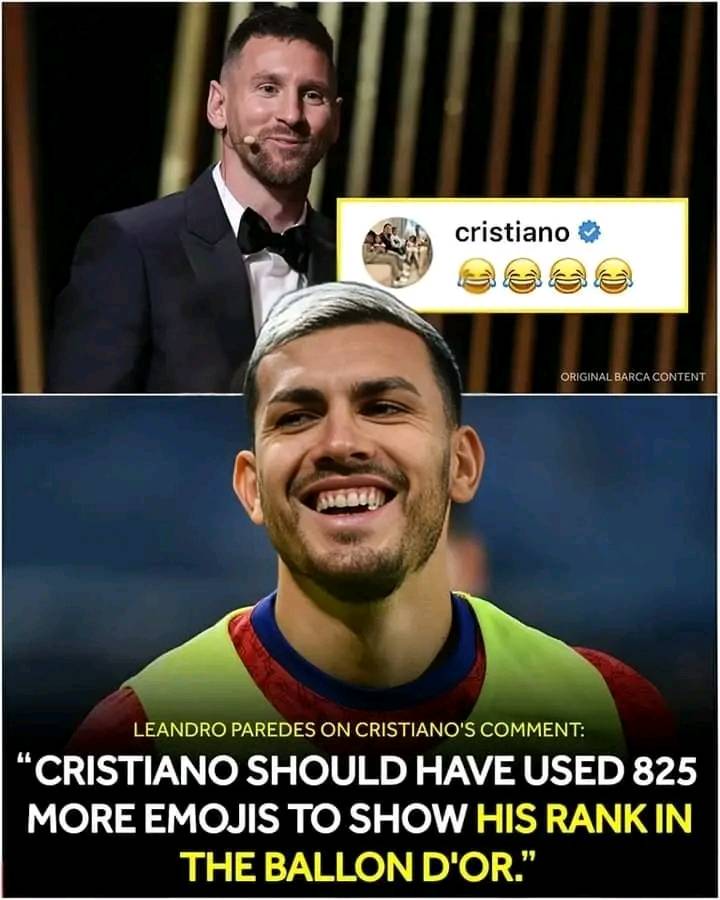 cristiano
😂😂😂😂
ORIGINAL BARCA CONTENT
LEANDRO PAREDES ON CRISTIANO'S COMMENT:
“CRISTIANO SHOULD HAVE USED 825
MORE EMOJIS TO SHOW HIS RANK IN
THE BALLON D'OR.”